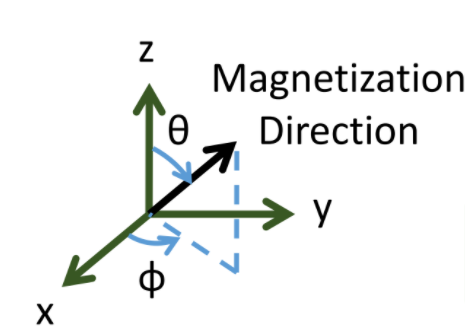 z
Magnetization
θ Direction
y
ϕ
x